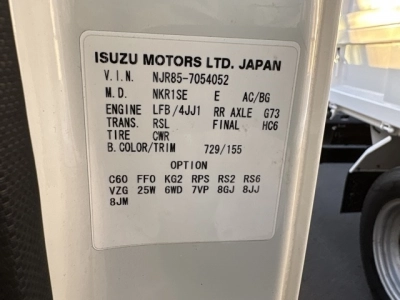 ISUZU MOTORS LTD. JAPAN
V.I.N. NJR85-7054052
M.D. NKR1SE E AC/BG
ENGINE LFB/4JJ1 RR AXLE G73
TRANS. RSL FINAL HC6
TIRE CWR
B.COLOR/TRIM 729/155
OPTION
C60 FF0 KG2 RPS RS2 RS6
VZG 25W 6WD 7VP 8GJ 8JJ
8JM